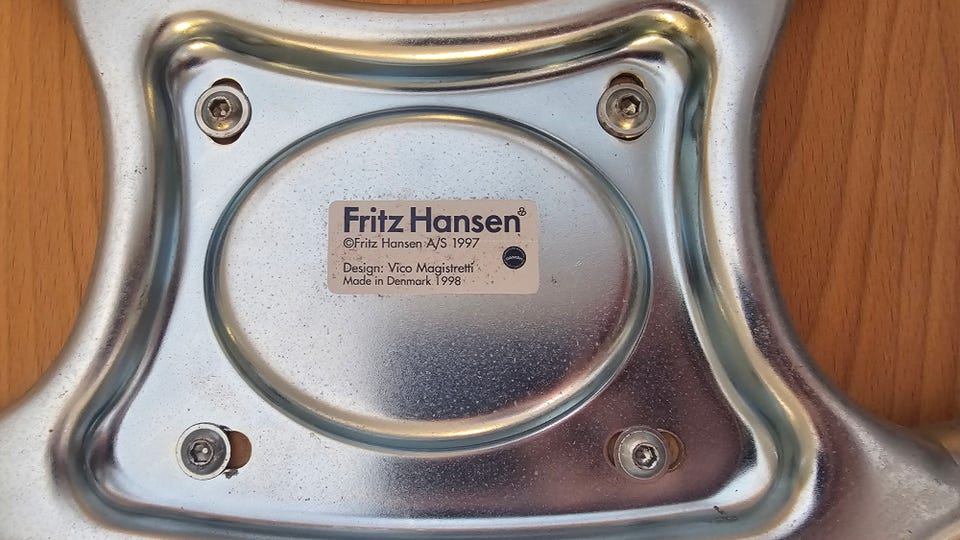 Fritz Hansen
©Fritz Hansen A/S 1997
Design: Vico Magistretti
Made in Denmark 1998